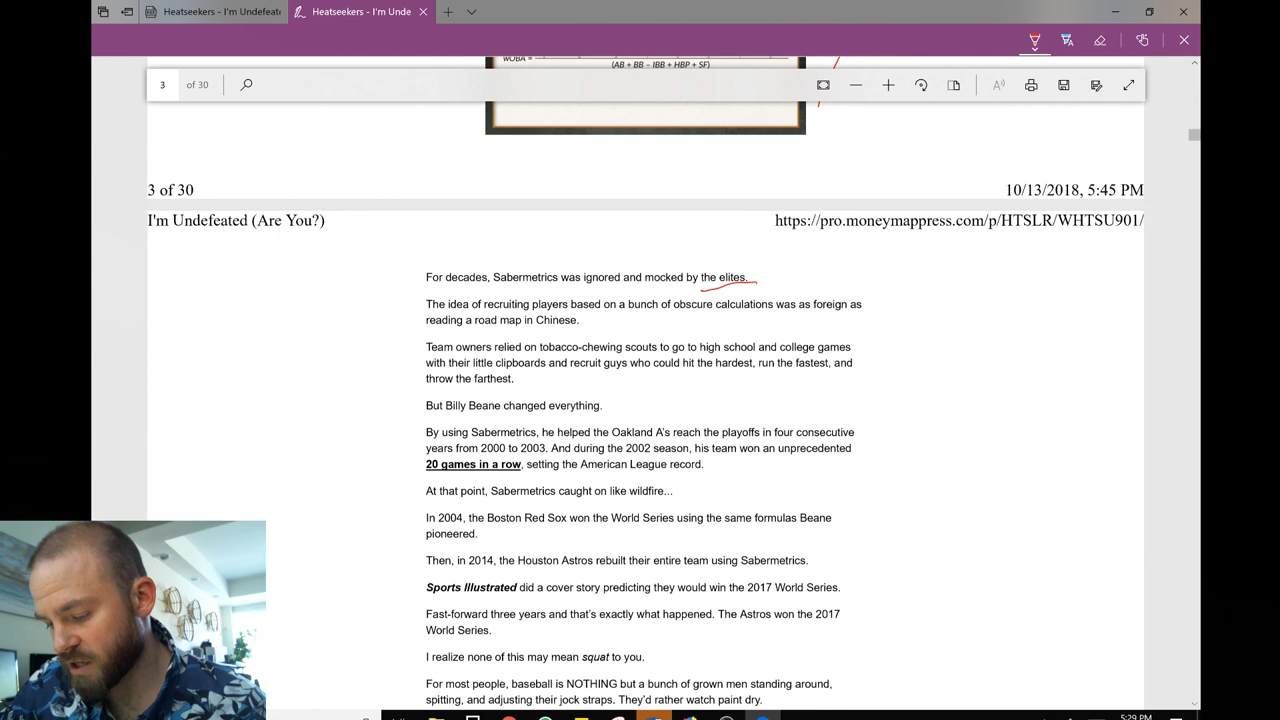 Heatseekers - I'm Undefeate
Heatseekers - I'm Unde
wOBA =
(AB + BB – IBB + HBP + SF)
3 of 30
3 of 30
10/13/2018, 5:45 PM
I'm Undefeated (Are You?)
https://pro.moneymappress.com/p/HTSLR/WHTSU901/
For decades, Sabermetrics was ignored and mocked by the elites.
The idea of recruiting players based on a bunch of obscure calculations was as foreign as
reading a road map in Chinese.
Team owners relied on tobacco-chewing scouts to go to high school and college games
with their little clipboards and recruit guys who could hit the hardest, run the fastest, and
throw the farthest.
But Billy Beane changed everything.
By using Sabermetrics, he helped the Oakland A's reach the playoffs in four consecutive
years from 2000 to 2003. And during the 2002 season, his team won an unprecedented
20 games in a row, setting the American League record.
At that point, Sabermetrics caught on like wildfire...
In 2004, the Boston Red Sox won the World Series using the same formulas Beane
pioneered.
Then, in 2014, the Houston Astros rebuilt their entire team using Sabermetrics.
Sports Illustrated did a cover story predicting they would win the 2017 World Series.
Fast-forward three years and that's exactly what happened. The Astros won the 2017
World Series.
I realize none of this may mean squat to you.
For most people, baseball is NOTHING but a bunch of grown men standing around,
spitting, and adjusting their jock straps. They'd rather watch paint dry.
5:29 PM